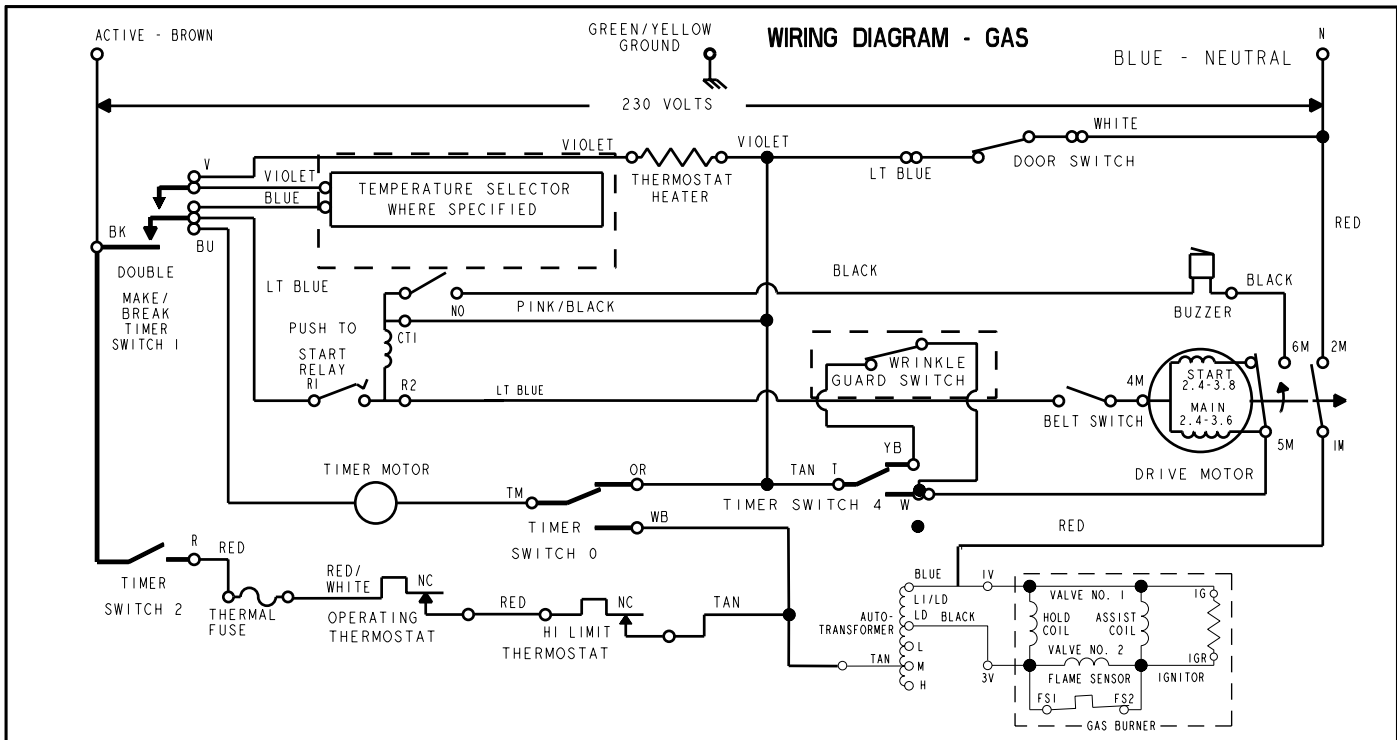 ACTIVE - BROWN
GREEN/YELLOW
GROUND
WIRING DIAGRAM - GAS
N
BLUE - NEUTRAL
230 VOLTS
WHITE
VIOLET
VIOLET
DOOR SWITCH
LT BLUE
V
VIOLET
BLUE
TEMPERATURE SELECTOR
WHERE SPECIFIED
THERMOSTAT
HEATER
BK
BU
RED
DOUBLE
MAKE/
BREAK
TIMER
SWITCH 1
LT BLUE
BLACK
BLACK
NO
PINK/BLACK
BUZZER
PUSH TO
START
RELAY
CT1
R1
R2
LT BLUE
WRINKLE
GUARD SWITCH
6M
2M
4M
START
2.4-3.8
MAIN
2.4-3.6
BELT SWITCH
5M
1M
DRIVE MOTOR
YB
TIMER MOTOR
OR
TAN
T
TM
TIMER SWITCH 4
W
TIMER
SWITCH 0
WB
RED
R
RED
TIMER
SWITCH 2
THERMAL
FUSE
RED/
WHITE
NC
OPERATING
THERMOSTAT
RED
NC
HI LIMIT
THERMOSTAT
TAN
BLUE
L1/LD
1V
AUTO-
TRANSFORMER
LD
BLACK
L
TAN
M
H
3V
VALVE NO. 1
HOLD
COIL
ASSIST
COIL
1G
VALVE NO. 2
IGR
FLAME SENSOR
IGNITOR
FS1
FS2
GAS BURNER